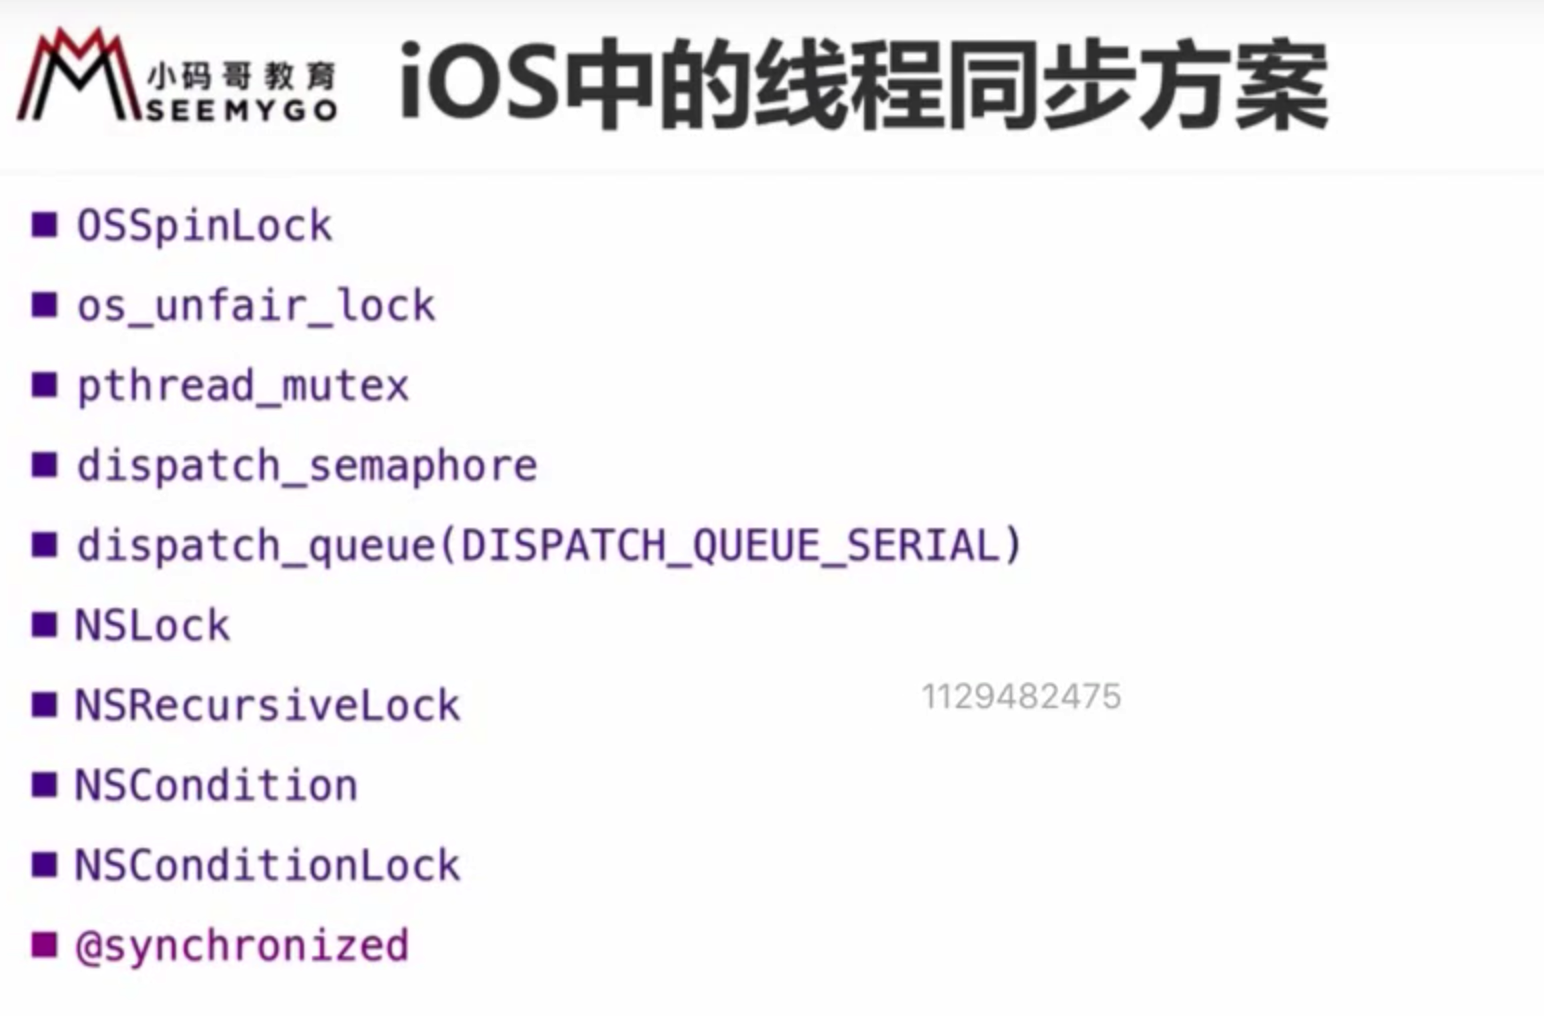 小码哥教育
SEEMYGO
iOS中的线程同步方案
OSSpinLock
os_unfair_lock
pthread_mutex
dispatch_semaphore
dispatch_queue(DISPATCH_QUEUE_SERIAL)
NSLock
NSRecursiveLock
1129482475
NSCondition
NSConditionLock
@synchronized